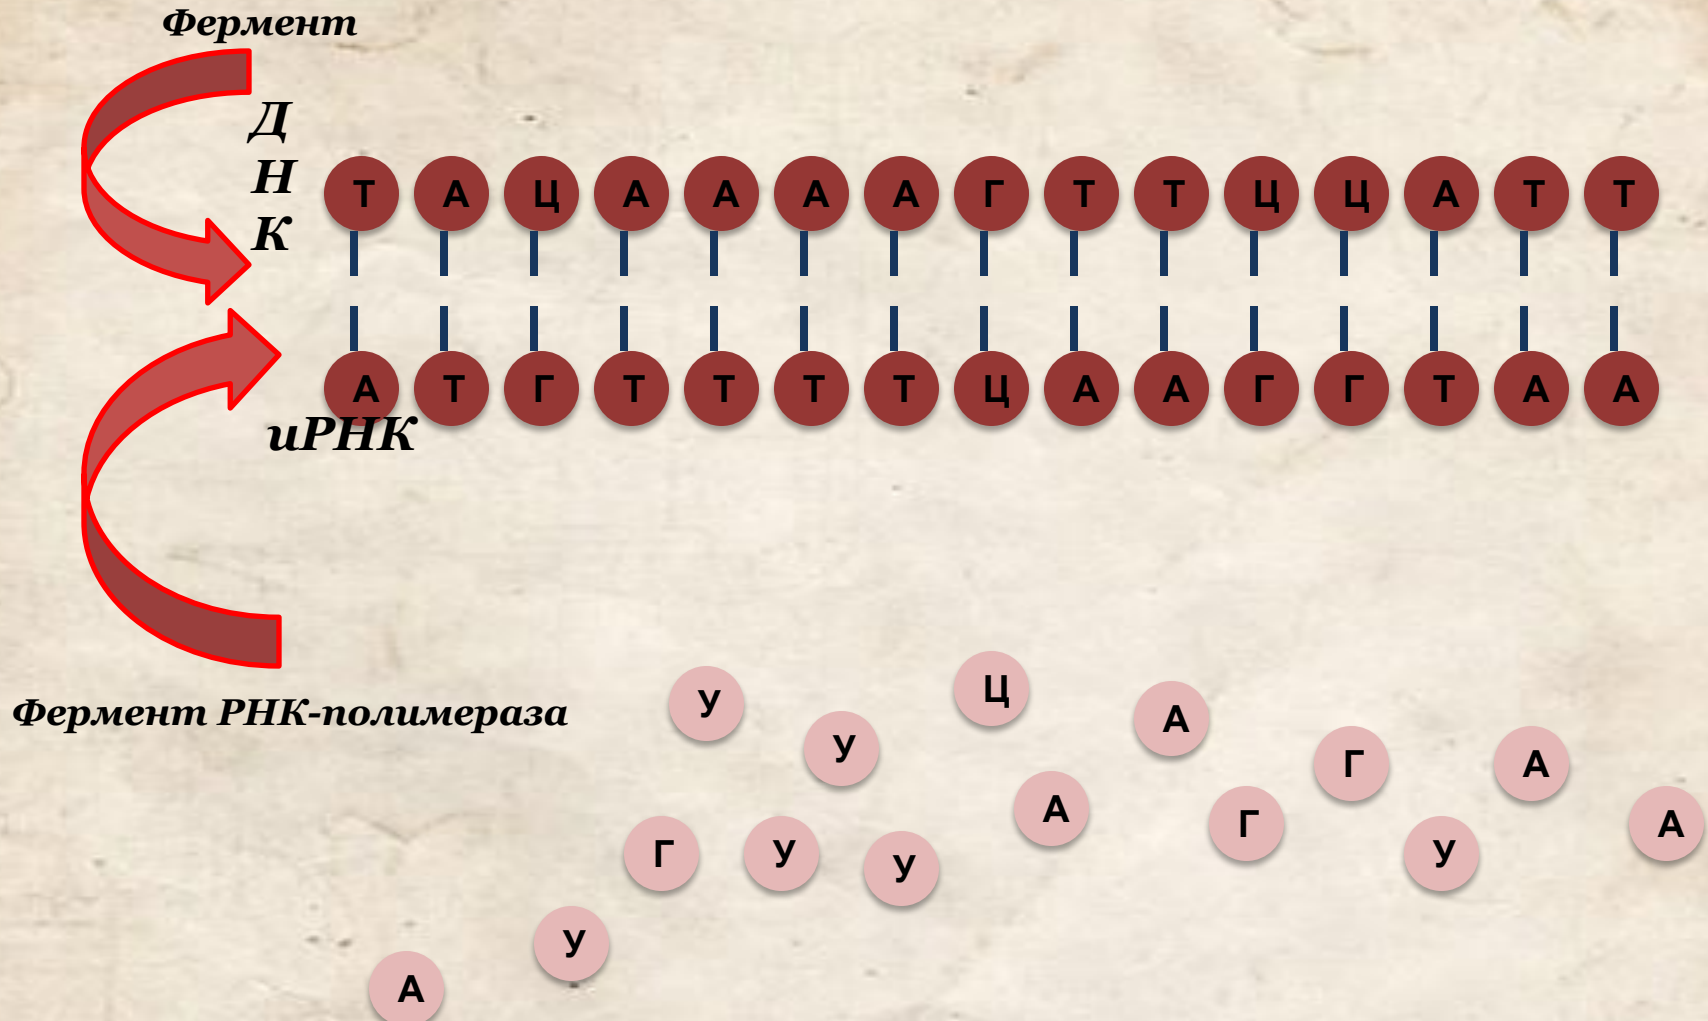 Фермент
Д
Н
К
Т А Ц А А А А Г Т Т Ц Ц А Т Т
А Т Г Т Т Т Т Ц А А Г Г Т А А
иРНК
Фермент РНК-полимераза
У Ц А
У Г А
А Г А
Г У У У
У
А